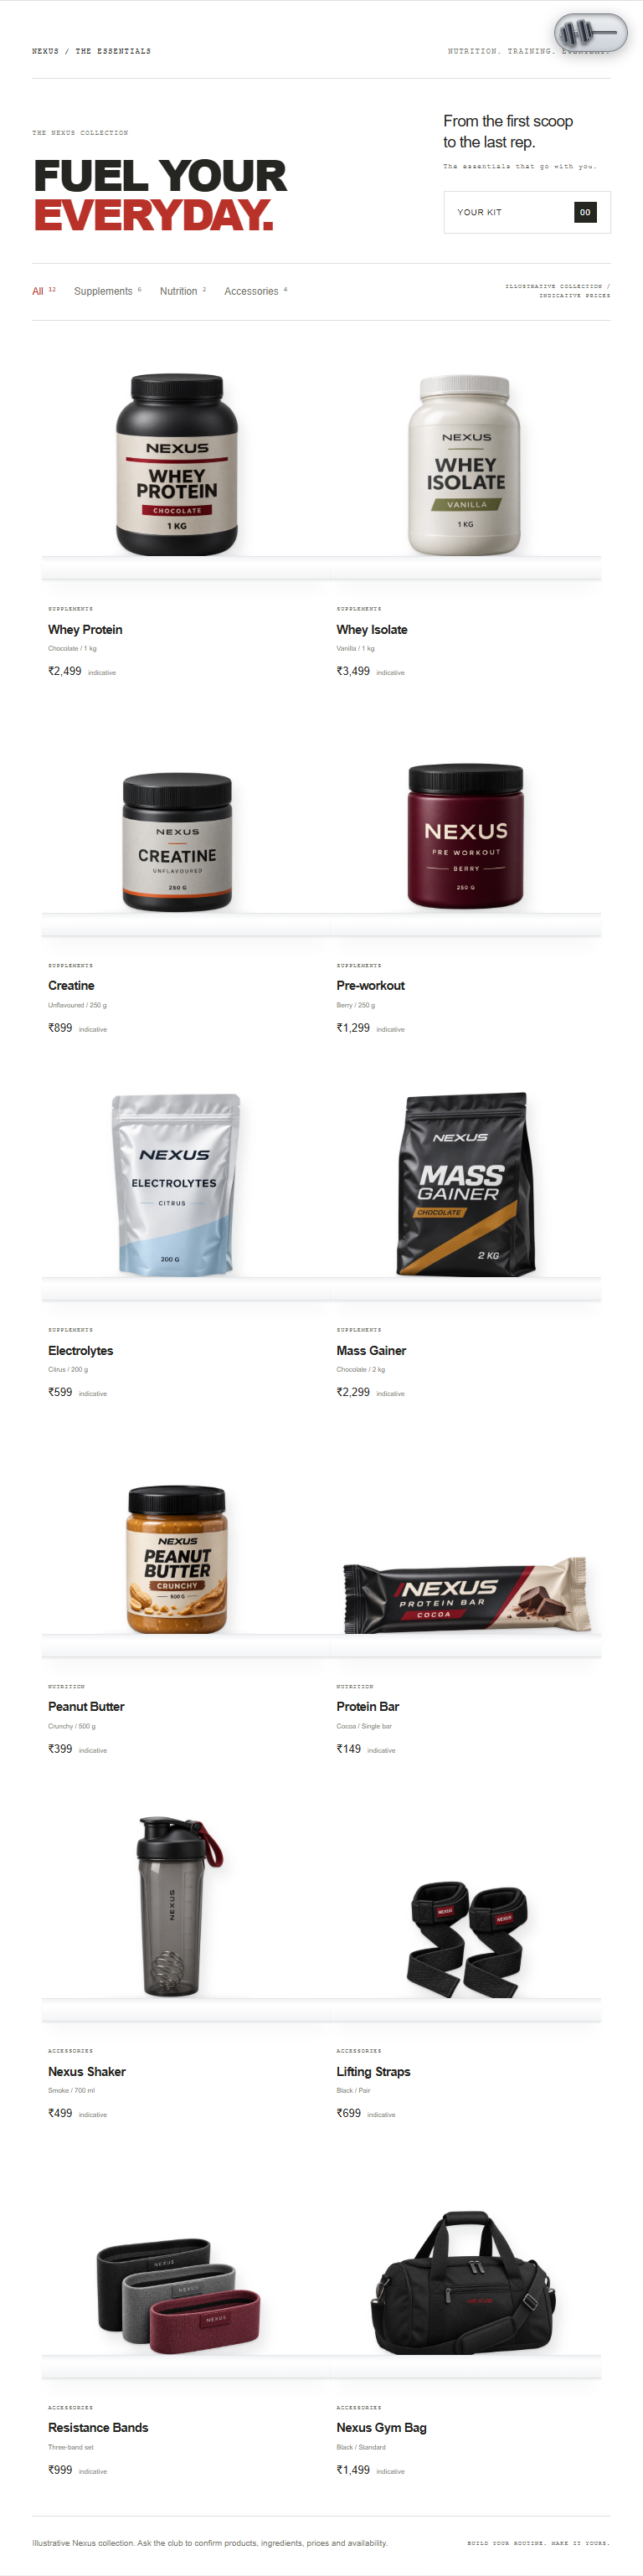 NEXUS / THE ESSENTIALS
NUTRITION. TRAINING.
THE NEXUS COLLECTION
FUEL YOUR
EVERYDAY.
From the first scoop
to the last rep.
The essentials that go with you.
YOUR KIT 00
All 12 Supplements 6 Nutrition 2 Accessories 4
ILLUSTRATIVE COLLECTION /
INDICATIVE PRICES
NEXUS
WHEY
PROTEIN
CHOCOLATE
1 KG
NEXUS
WHEY
ISOLATE
VANILLA
1 KG
SUPPLEMENTS
Whey Protein
Chocolate / 1 kg
₹2,499 indicative
SUPPLEMENTS
Whey Isolate
Vanilla / 1 kg
₹3,499 indicative
NEXUS
CREATINE
UNFLAVOURED
250 G
NEXUS
PRE WORKOUT
BERRY
250 G
SUPPLEMENTS
Creatine
Unflavoured / 250 g
₹899 indicative
SUPPLEMENTS
Pre-workout
Berry / 250 g
₹1,299 indicative
NEXUS
ELECTROLYTES
CITRUS
200 G
NEXUS
MASS
GAINER
CHOCOLATE
2 KG
SUPPLEMENTS
Electrolytes
Citrus / 200 g
₹599 indicative
SUPPLEMENTS
Mass Gainer
Chocolate / 2 kg
₹2,299 indicative
NEXUS
PEANUT
BUTTER
CRUNCHY
500 G
NEXUS
PROTEIN BAR
COCOA
NUTRITION
Peanut Butter
Crunchy / 500 g
₹399 indicative
NUTRITION
Protein Bar
Cocoa / Single bar
₹149 indicative
NEXUS
NEXUS
NEXUS
ACCESSORIES
Nexus Shaker
Smoke / 700 ml
₹499 indicative
ACCESSORIES
Lifting Straps
Black / Pair
₹699 indicative
NEXUS
NEXUS
NEXUS
NEXUS
ACCESSORIES
Resistance Bands
Three-band set
₹999 indicative
ACCESSORIES
Nexus Gym Bag
Black / Standard
₹1,499 indicative
Illustrative Nexus collection. Ask the club to confirm products, ingredients, prices and availability.
BUILD YOUR ROUTINE. MAKE IT YOURS.